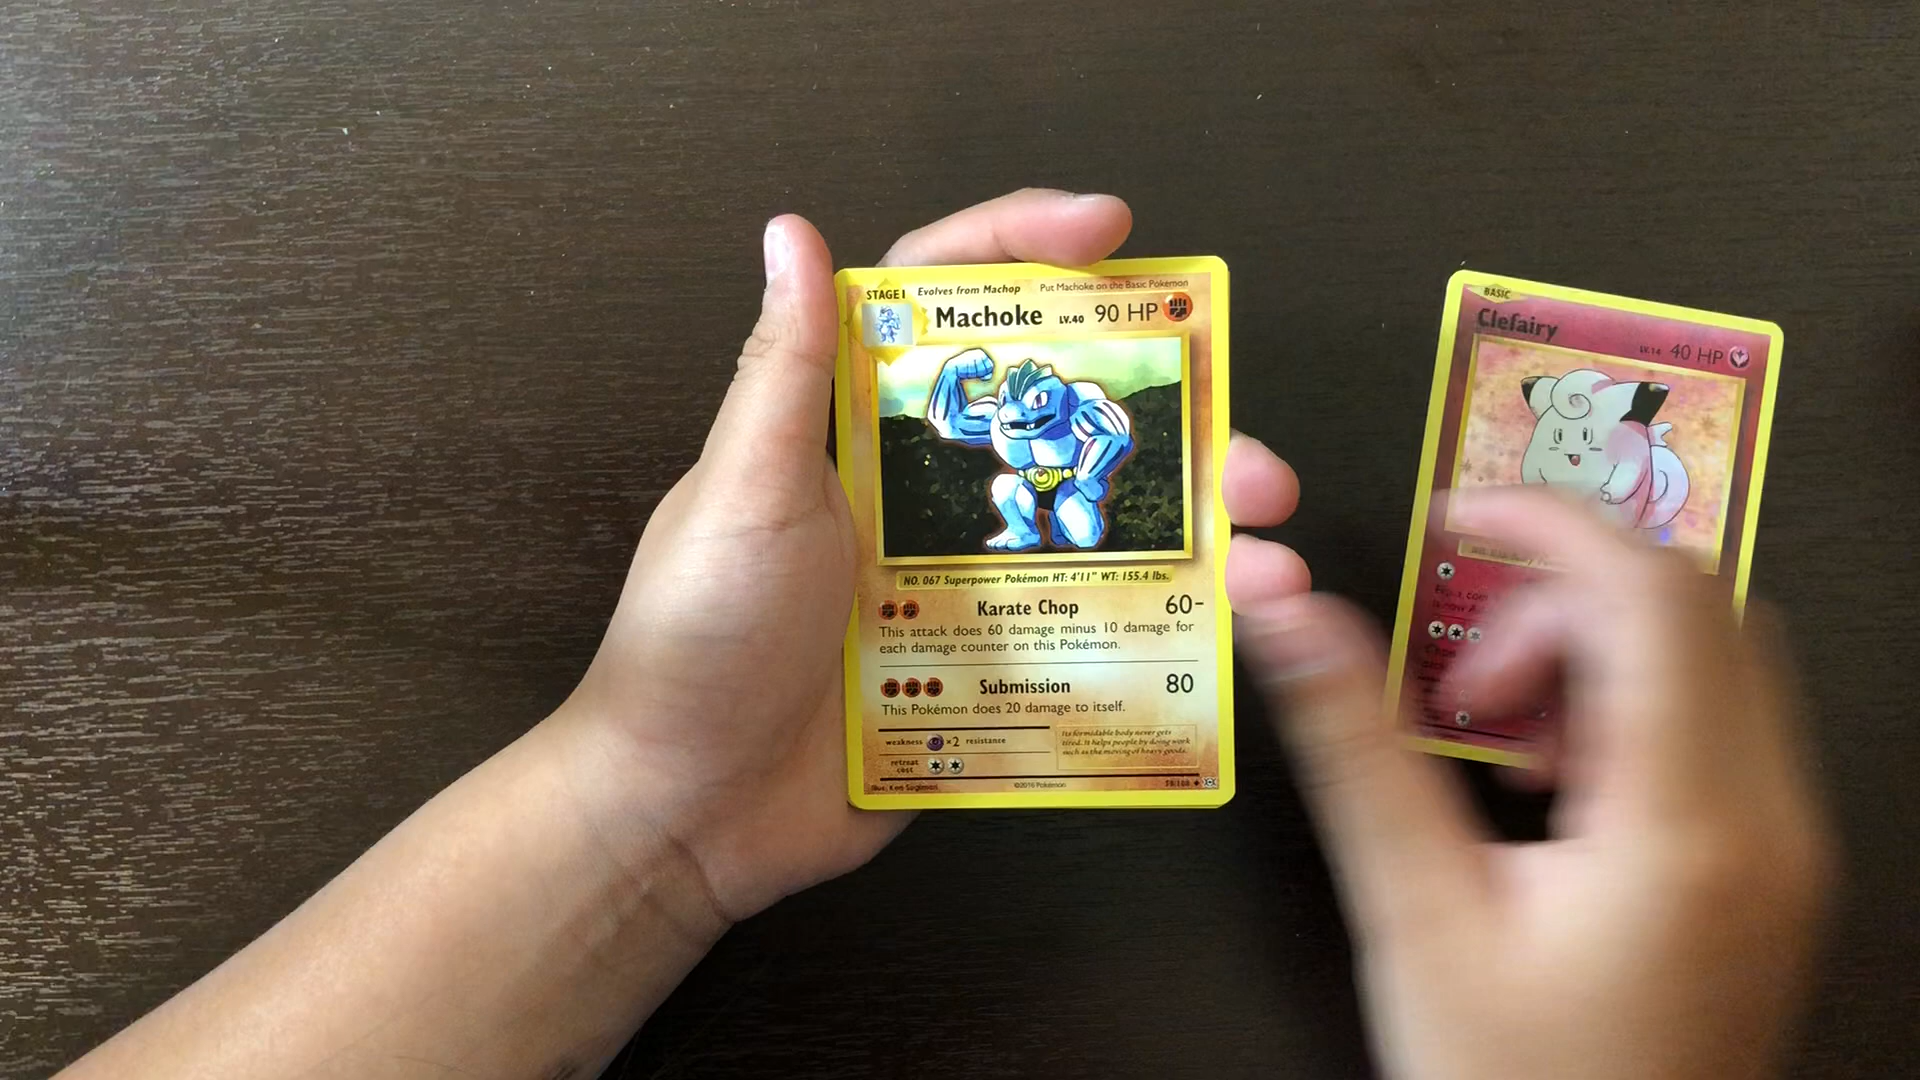 STAGE 1 Evolves from Machop Put Machoke on the Basic Pokémon
Machoke LV.40 90 HP
NO. 067 Superpower Pokémon HT: 4'11" WT: 155.4 lbs.
Karate Chop 60-
This attack does 60 damage minus 10 damage for
each damage counter on this Pokémon.
Submission 80
This Pokémon does 20 damage to itself.
weakness ×2 resistance
retreat
cost
Its formidable body never gets
tired. It helps people by doing work
such as the moving of heavy goods.
Illus. Ken Sugimori ©2016 Pokémon
BASIC
Clefairy
LV.14 40 HP